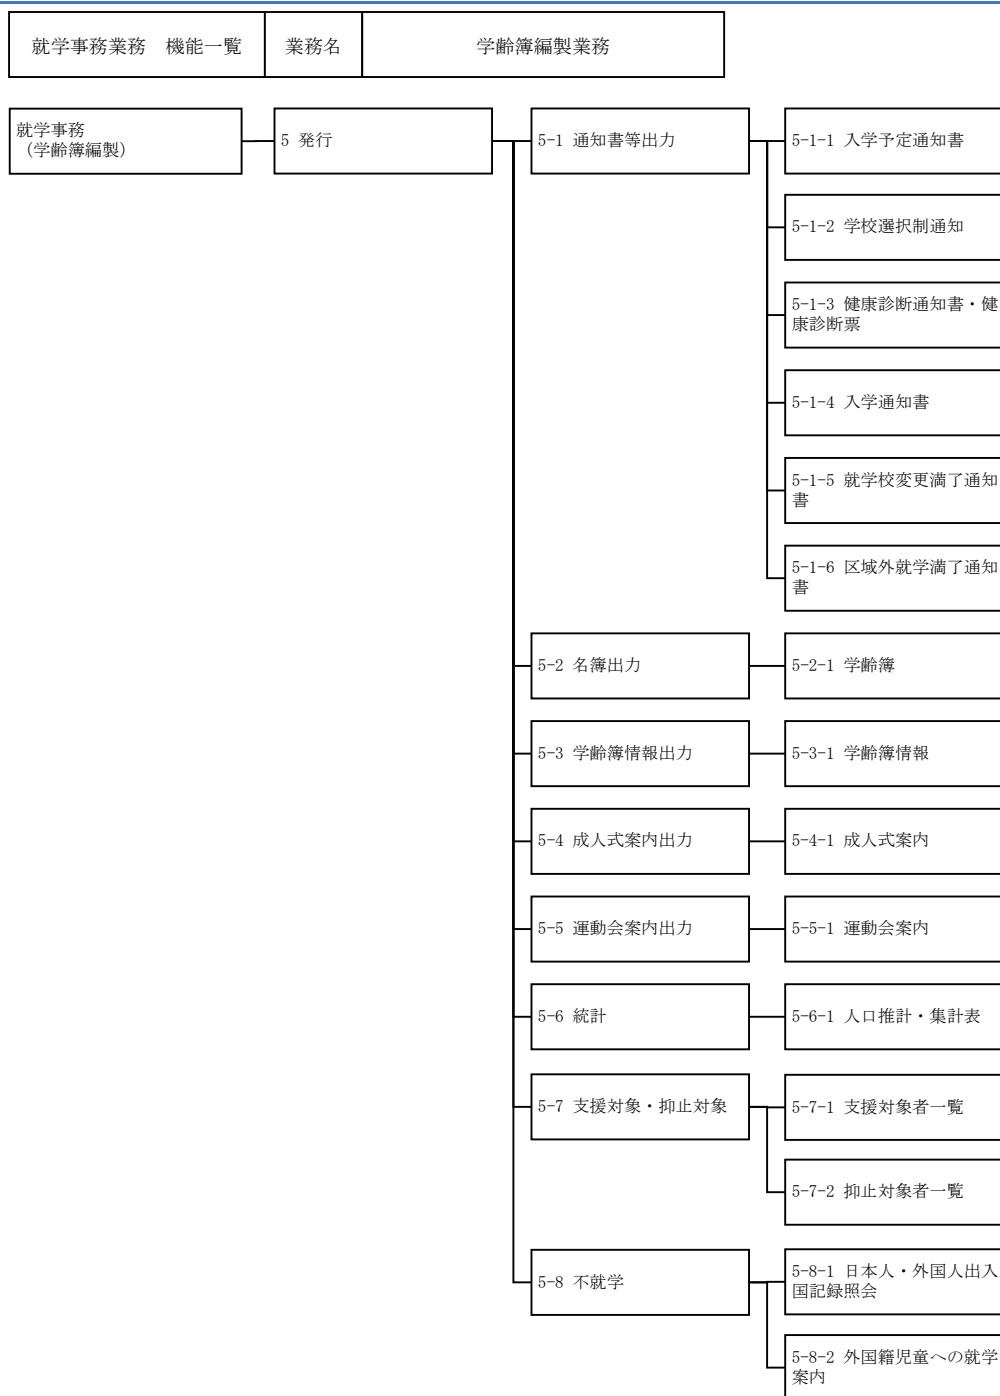 就学事務業務 機能一覧
業務名
学齢簿編製業務
就学事務
(学齢簿編製)
5 発行
5-1 通知書等出力
5-1-1 入学予定通知書
5-1-2 学校選択制通知
5-1-3 健康診断通知書・健
康診断票
5-1-4 入学通知書
5-1-5 就学校変更満了通知
書
5-1-6 区域外就学満了通知
書
5-2 名簿出力
5-2-1 学齢簿
5-3 学齢簿情報出力
5-3-1 学齢簿情報
5-4 成人式案内出力
5-4-1 成人式案内
5-5 運動会案内出力
5-5-1 運動会案内
5-6 統計
5-6-1 人口推計・集計表
5-7 支援対象・抑止対象
5-7-1 支援対象者一覧
5-7-2 抑止対象者一覧
5-8 不就学
5-8-1 日本人・外国人出入
国記録照会
5-8-2 外国籍児童への就学
案内